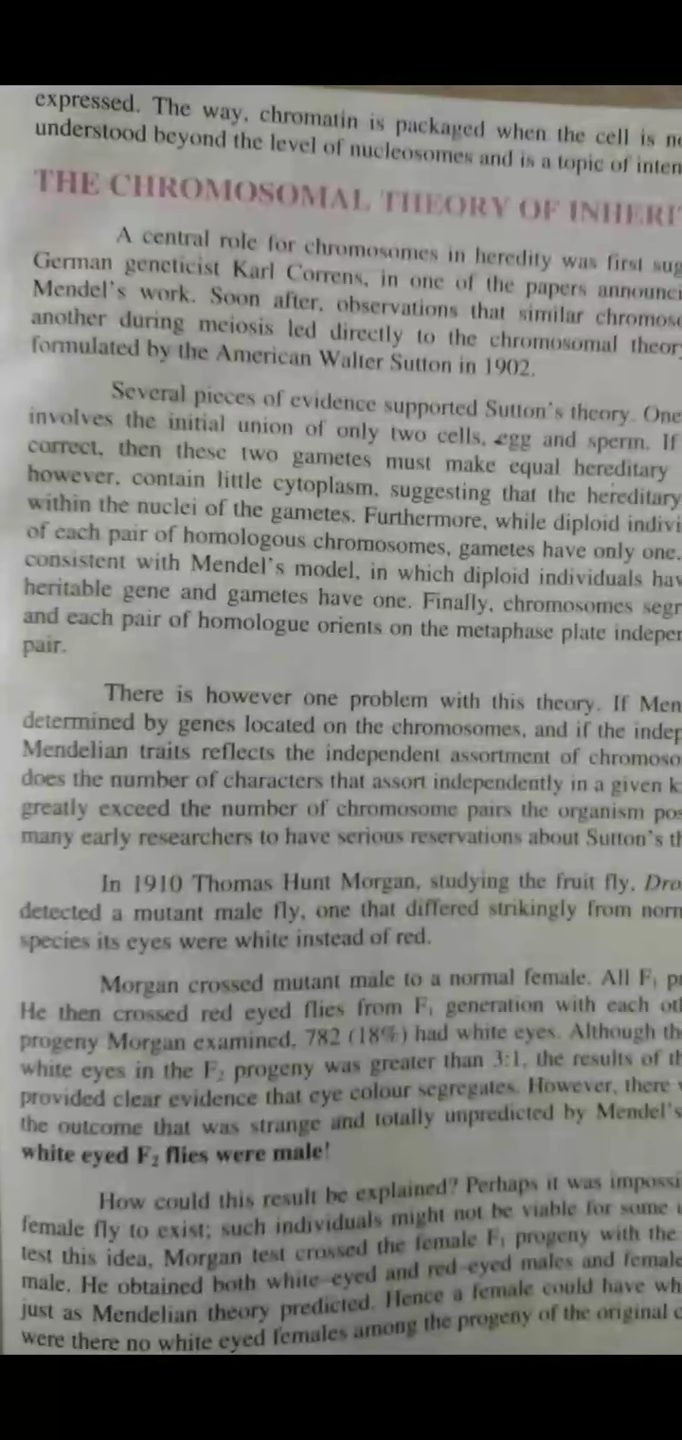 expressed. The way, chromatin is packaged when the cell is
understood beyond the level of nucleosomes and is a topic of inten
THE CHROMOSOMAL THEORY OF INHERI
A central role for chromosomes in heredity was first sug
German geneticist Karl Correns, in one of the papers announci
Mendel's work. Soon after, observations that similar chromos
another during meiosis led directly to the chromosomal theor
formulated by the American Walter Sutton in 1902.
Several pieces of evidence supported Sutton's theory. One
involves the initial union of only two cells, egg and sperm. If
correct, then these two gametes must make equal hereditary
however, contain little cytoplasm, suggesting that the hereditary
within the nuclei of the gametes. Furthermore, while diploid indivi
of each pair of homologous chromosomes, gametes have only one.
consistent with Mendel's model, in which diploid individuals hav
heritable gene and gametes have one. Finally, chromosomes segr
and each pair of homologue orients on the metaphase plate indepen
pair.
There is however one problem with this theory. If Men
determined by genes located on the chromosomes, and if the indep
Mendelian traits reflects the independent assortment of chromoso
does the number of characters that assort independently in a given k
greatly exceed the number of chromosome pairs the organism pos
many early researchers to have serious reservations about Sutton's th
In 1910 Thomas Hunt Morgan, studying the fruit fly, Dro
detected a mutant male fly, one that differed strikingly from norm
species its eyes were white instead of red.
Morgan crossed mutant male to a normal female. All F₁ p
He then crossed red eyed flies from F₁ generation with each ot
progeny Morgan examined, 782 (18%) had white eyes. Although th
white eyes in the F₂ progeny was greater than 3:1, the results of th
provided clear evidence that eye colour segregates. However, there
the outcome that was strange and totally unpredicted by Mendel's
white eyed F₂ flies were male!
How could this result be explained? Perhaps it was impossi
female fly to exist; such individuals might not be viable for some
test this idea, Morgan test crossed the female F₁ progeny with the
male. He obtained both white-eyed and red-eyed males and female
just as Mendelian theory predicted. Hence a female could have wh
were there no white eyed females among the progeny of the original c